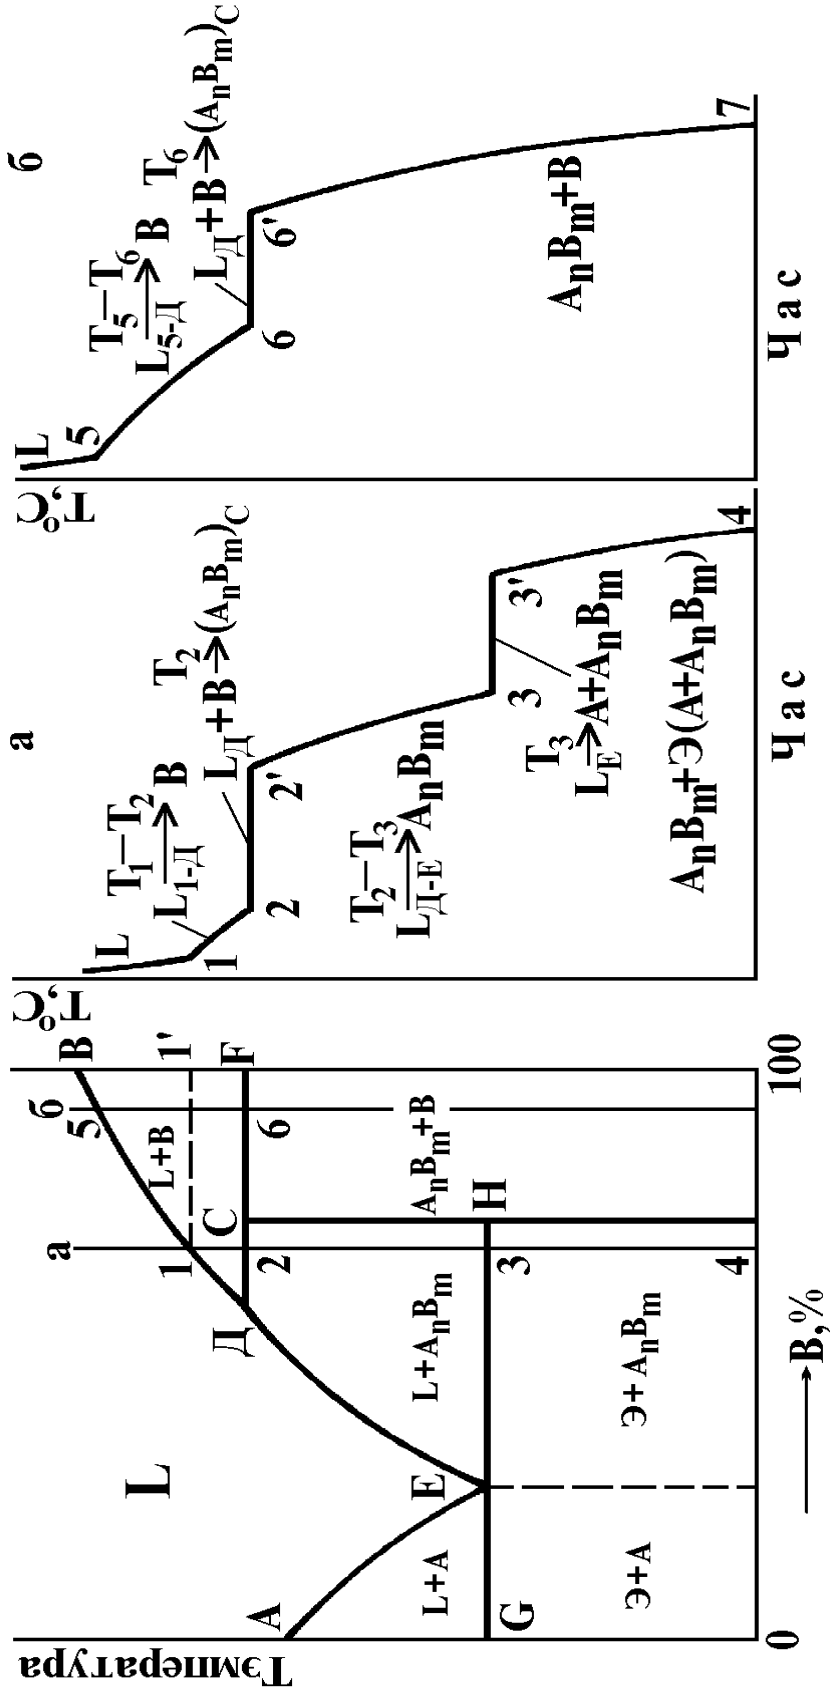 Тэмпература
L
А
Е
Д
С
В
F
G
Н
а
б
1
1'
2
3
4
5
6
L+B
L+A
L+AₙBₘ
AₙBₘ+B
Э+А
Э+AₙBₘ
0
100
В,%
Т,°С
а
L
1
T₁–T₂
L₁₋Д → B
2
2'
T₂
LД+B→(AₙBₘ)C
T₂–T₃
LД-Е → AₙBₘ
3
3'
T₃
LЕ→A+AₙBₘ
4
AₙBₘ+Э(A+AₙBₘ)
Час
Т,°С
б
L
5
T₅–T₆
L₅₋Д → B
6
6'
T₆
LД+B→(AₙBₘ)C
7
AₙBₘ+B
Час